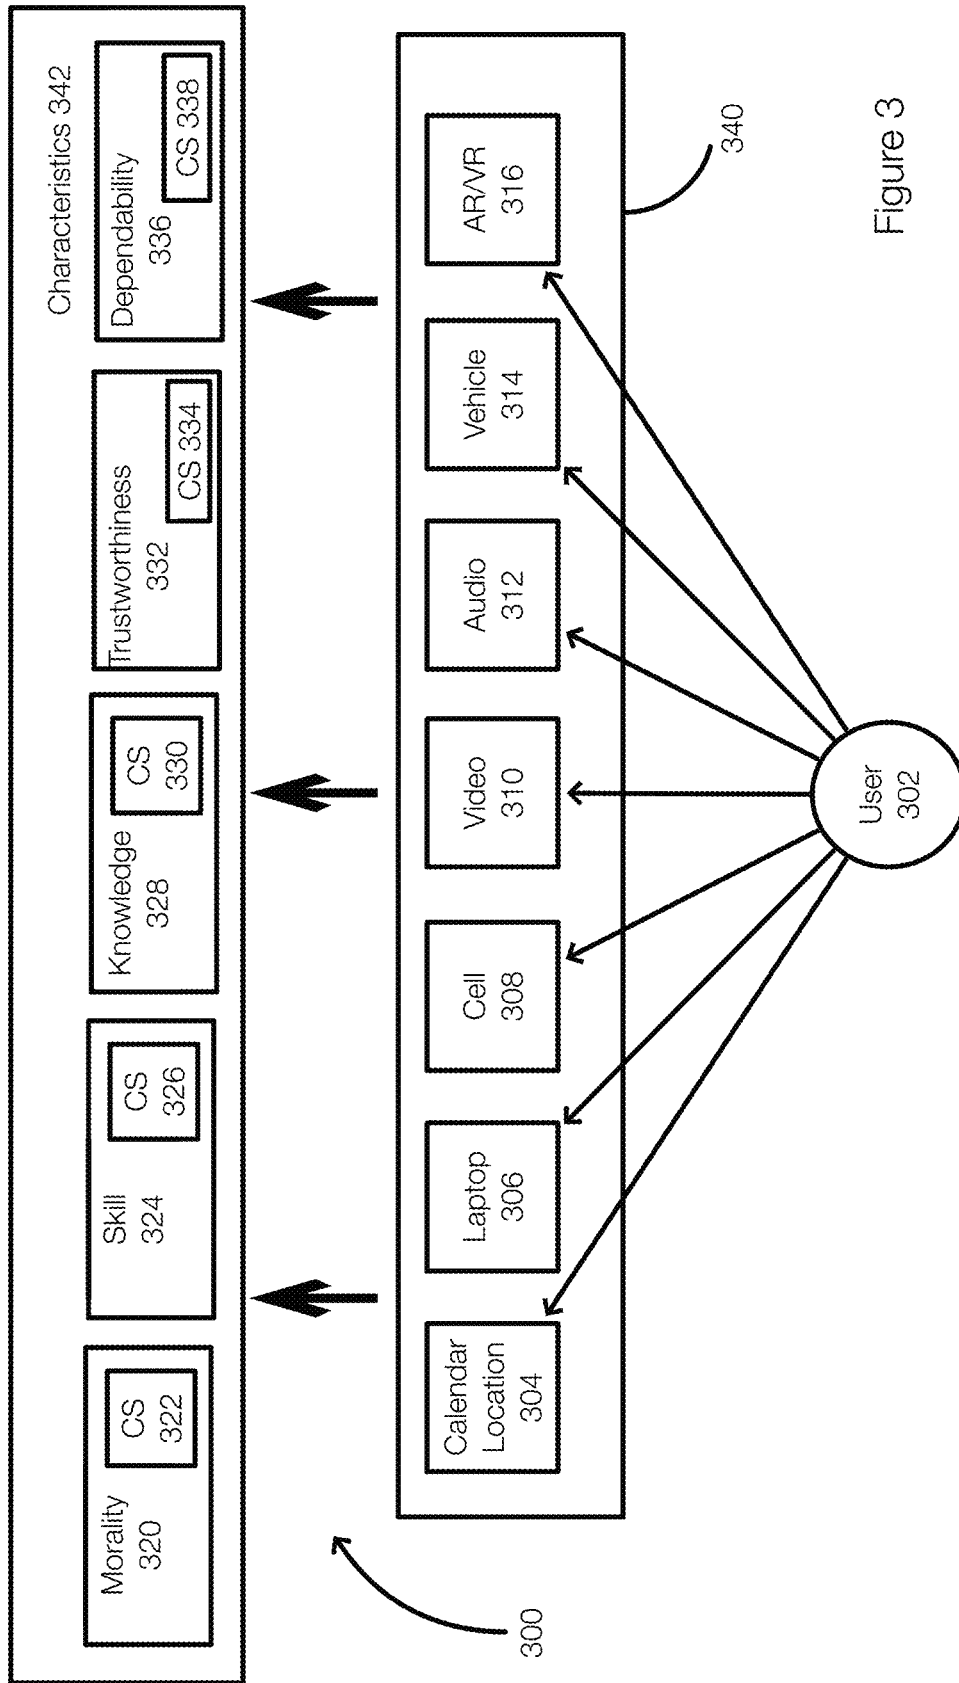 Characteristics 342
Morality
320
CS
322
Skill
324
CS
326
Knowledge
328
CS
330
Trustworthiness
332
CS 334
Dependability
336
CS 338
300
Calendar
Location
304
Laptop
306
Cell
308
Video
310
Audio
312
Vehicle
314
AR/VR
316
340
User
302
Figure 3